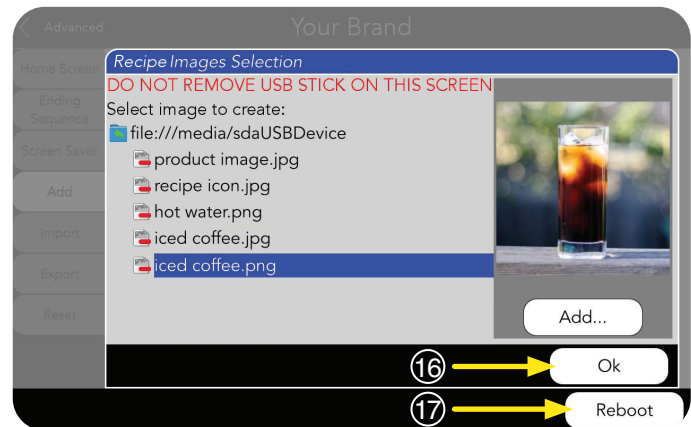 Advanced
Your Brand
Home Screen
Ending
Sequence
Screen Saver
Add
Import
Export
Reset
Recipe Images Selection
DO NOT REMOVE USB STICK ON THIS SCREEN
Select image to create:
file:///media/sdaUSBDevice
product image.jpg
recipe icon.jpg
hot water.png
iced coffee.jpg
iced coffee.png
Add...
16
Ok
17
Reboot